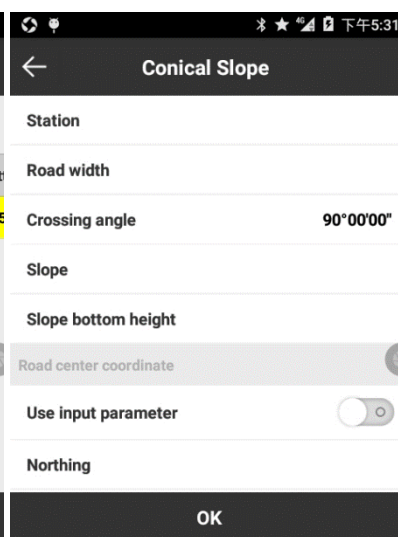 下午5:31
Conical Slope
Station
Road width
Crossing angle 90°00'00"
Slope
Slope bottom height
Road center coordinate
Use input parameter
Northing
OK